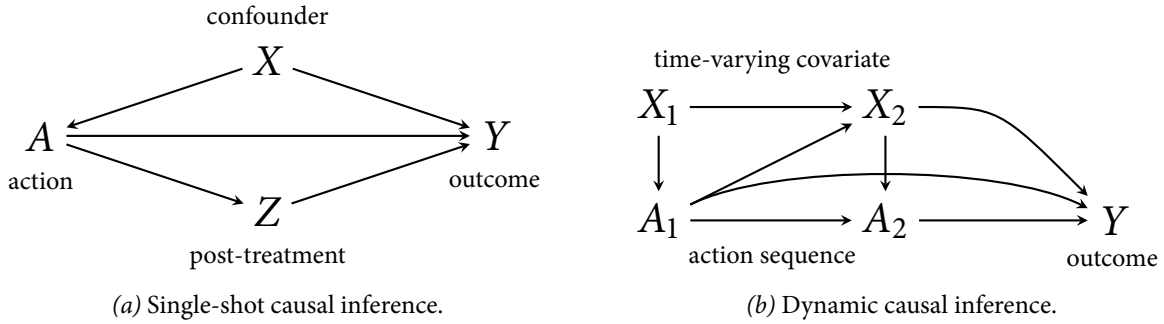 confounder
X
A
Y
action
outcome
Z
post-treatment
(a) Single-shot causal inference.
time-varying covariate
X₁
X₂
A₁
A₂
Y
action sequence
outcome
(b) Dynamic causal inference.